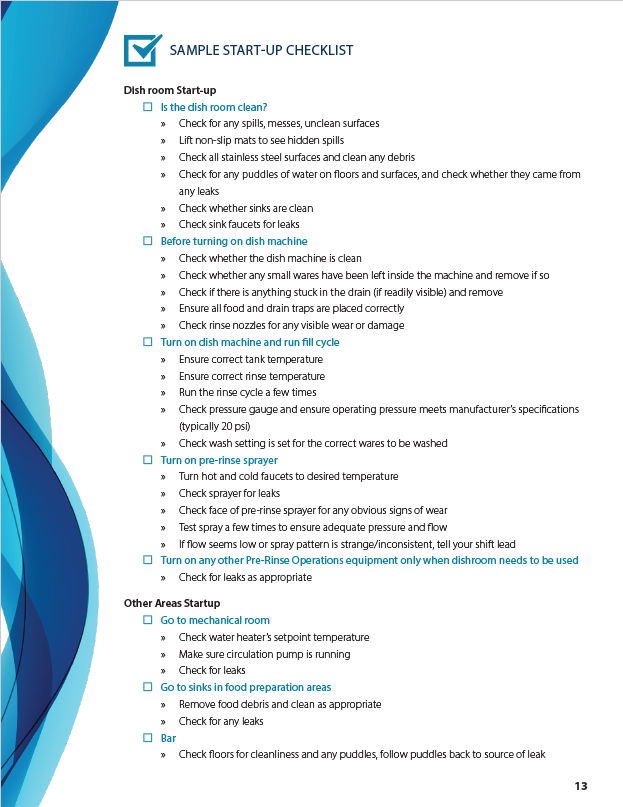 SAMPLE START-UP CHECKLIST
Dish room Start-up
☐ Is the dish room clean?
» Check for any spills, messes, unclean surfaces
» Lift non-slip mats to see hidden spills
» Check all stainless steel surfaces and clean any debris
» Check for any puddles of water on floors and surfaces, and check whether they came from
any leaks
» Check whether sinks are clean
» Check sink faucets for leaks
☐ Before turning on dish machine
» Check whether the dish machine is clean
» Check whether any small wares have been left inside the machine and remove if so
» Check if there is anything stuck in the drain (if readily visible) and remove
» Ensure all food and drain traps are placed correctly
» Check rinse nozzles for any visible wear or damage
☐ Turn on dish machine and run fill cycle
» Ensure correct tank temperature
» Ensure correct rinse temperature
» Run the rinse cycle a few times
» Check pressure gauge and ensure operating pressure meets manufacturer's specifications
(typically 20 psi)
» Check wash setting is set for the correct wares to be washed
☐ Turn on pre-rinse sprayer
» Turn hot and cold faucets to desired temperature
» Check sprayer for leaks
» Check face of pre-rinse sprayer for any obvious signs of wear
» Test spray a few times to ensure adequate pressure and flow
» If flow seems low or spray pattern is strange/inconsistent, tell your shift lead
☐ Turn on any other Pre-Rinse Operations equipment only when dishroom needs to be used
» Check for leaks as appropriate
Other Areas Startup
☐ Go to mechanical room
» Check water heater's setpoint temperature
» Make sure circulation pump is running
» Check for leaks
☐ Go to sinks in food preparation areas
» Remove food debris and clean as appropriate
» Check for any leaks
☐ Bar
» Check floors for cleanliness and any puddles, follow puddles back to source of leak
13